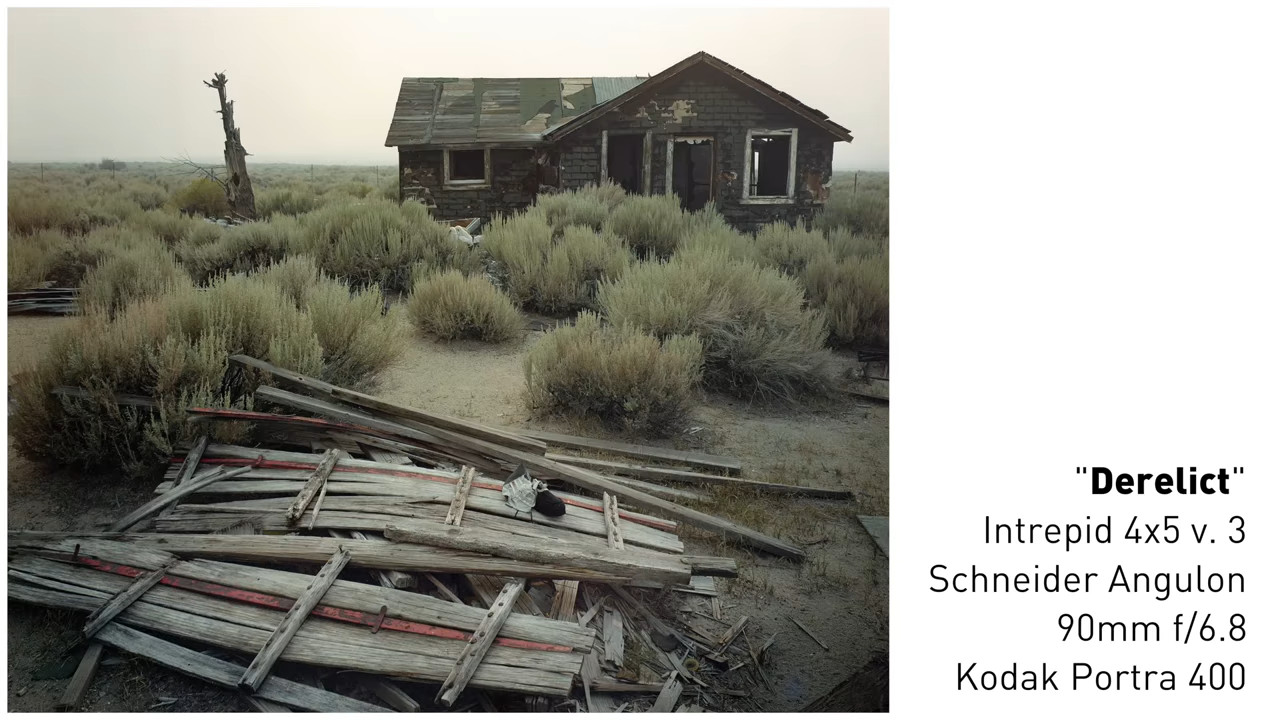 "Derelict"
Intrepid 4x5 v. 3
Schneider Angulon
90mm f/6.8
Kodak Portra 400